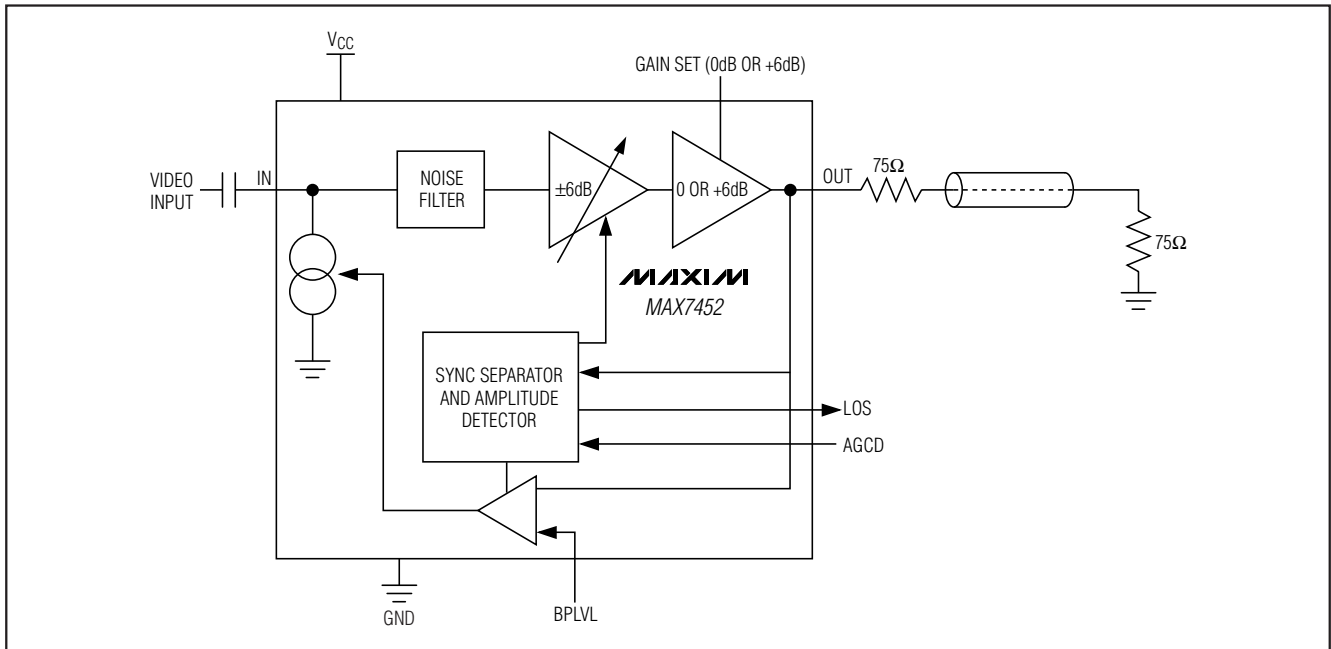 VCC
GAIN SET (0dB OR +6dB)
VIDEO
INPUT
IN
NOISE
FILTER
±6dB
0 OR +6dB
OUT
75Ω
75Ω
MAXIM
MAX7452
SYNC SEPARATOR
AND AMPLITUDE
DETECTOR
LOS
AGCD
GND
BPLVL